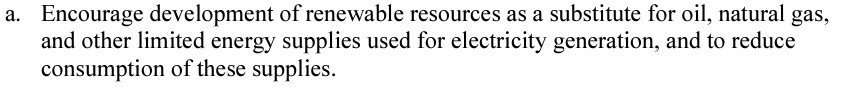 a. Encourage development of renewable resources as a substitute for oil, natural gas,
and other limited energy supplies used for electricity generation, and to reduce
consumption of these supplies.